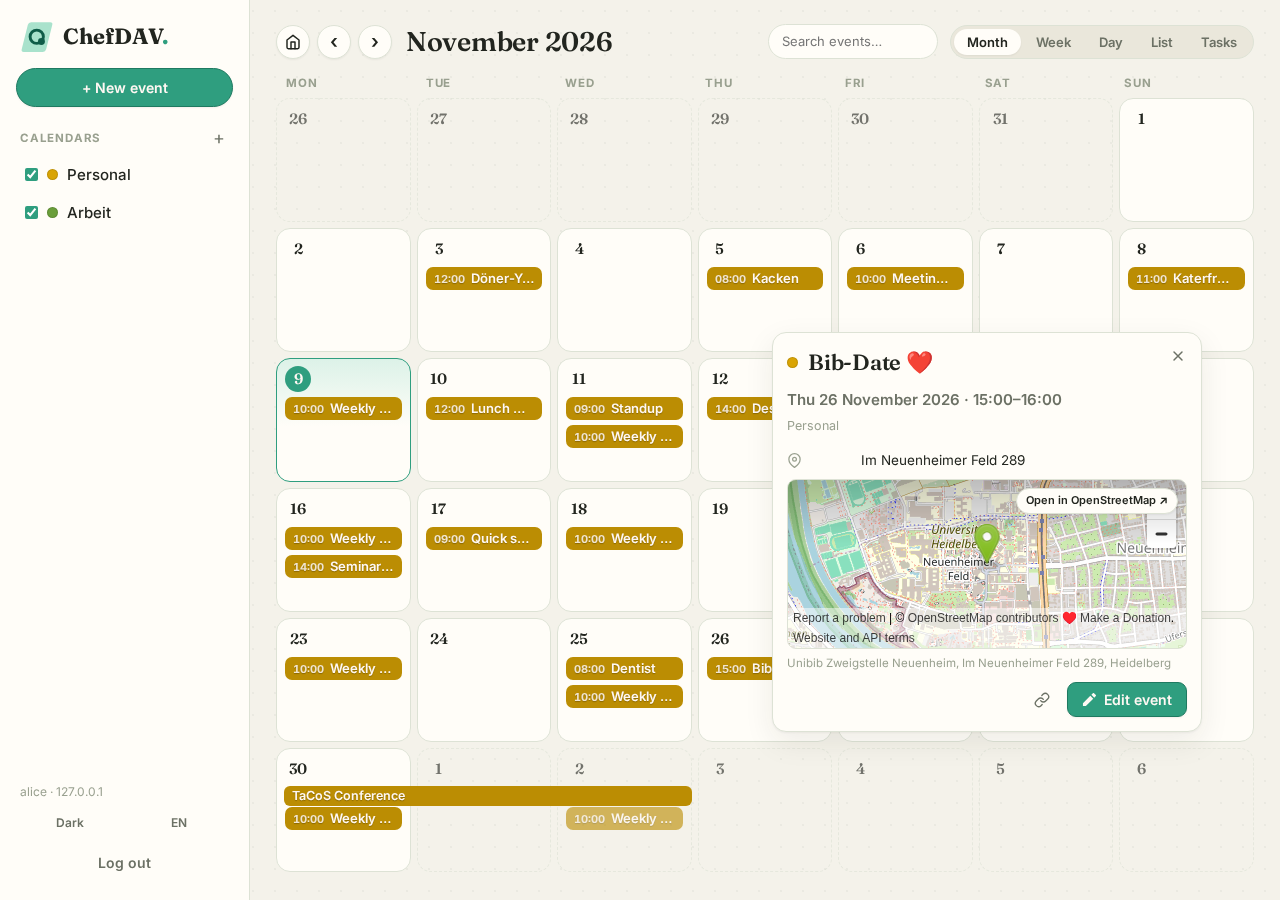 ChefDAV.
+ New event
CALENDARS +
Personal
Arbeit
alice · 127.0.0.1
Dark EN
Log out
November 2026
Search events...
Month Week Day List Tasks
MON TUE WED THU FRI SAT SUN
26 27 28 29 30 31 1
2 3 4 5 6 7 8
12:00 Döner-Y...
08:00 Kacken
10:00 Meetin...
11:00 Katerfr...
9 10 11 12
10:00 Weekly ...
12:00 Lunch ...
09:00 Standup
14:00 Des
10:00 Weekly ...
16 17 18 19
10:00 Weekly ...
09:00 Quick s...
10:00 Weekly ...
14:00 Seminar...
23 24 25 26
10:00 Weekly ...
08:00 Dentist
15:00 Bib
10:00 Weekly ...
30 1 2 3 4 5 6
TaCoS Conference
10:00 Weekly ...
10:00 Weekly ...
Bib-Date ❤️
Thu 26 November 2026 · 15:00–16:00
Personal
Im Neuenheimer Feld 289
Open in OpenStreetMap ↗
Neuenheimer
Feld
Report a problem | © OpenStreetMap contributors ❤️ Make a Donation,
Website and API terms
Unibib Zweigstelle Neuenheim, Im Neuenheimer Feld 289, Heidelberg
Edit event